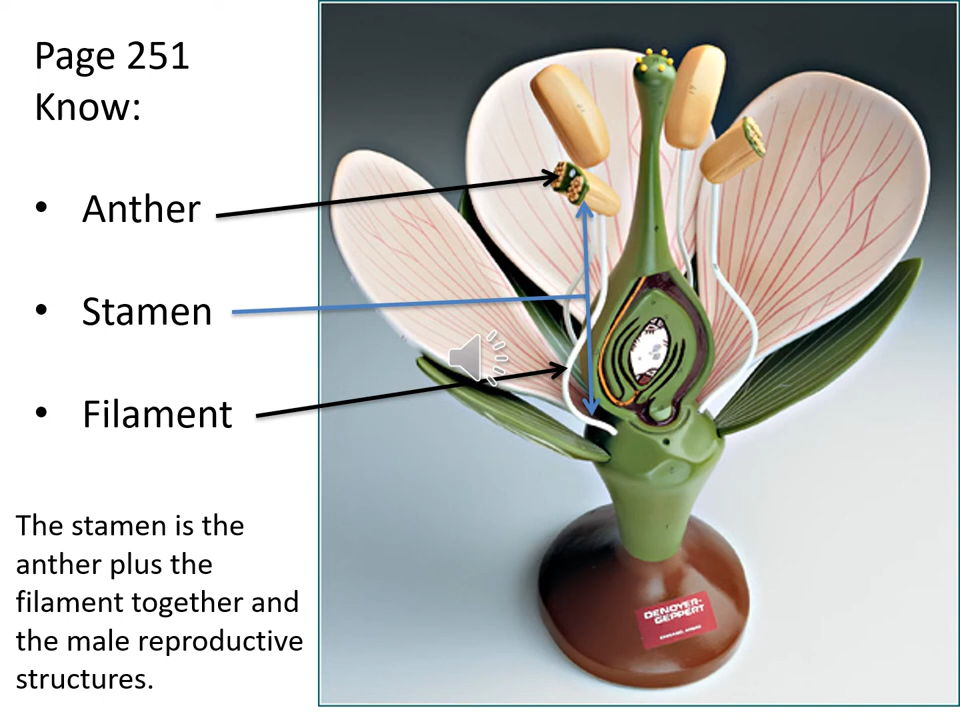 Page 251
Know:
• Anther
• Stamen
• Filament
The stamen is the
anther plus the
filament together and
the male reproductive
structures.
DENOYER-
GEPPERT